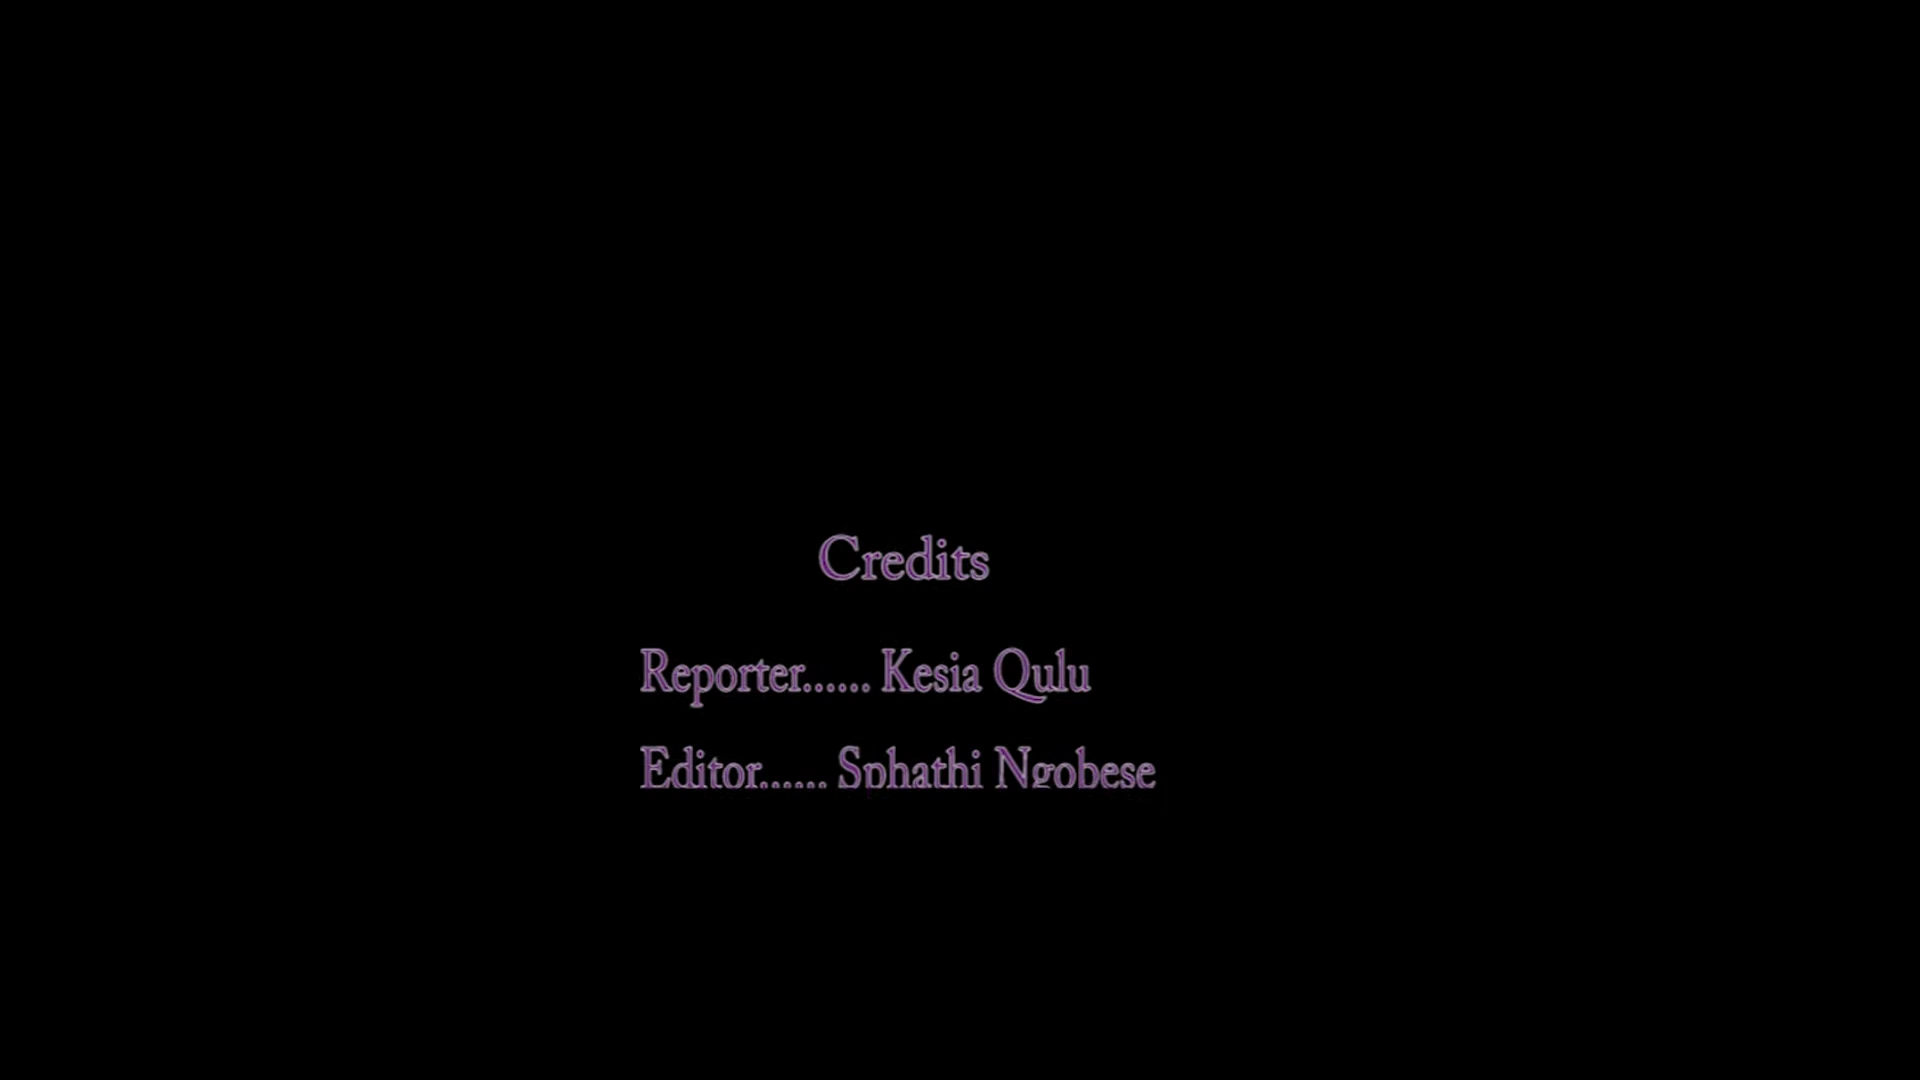 Credits
Reporter...... Kesia Qulu
Editor...... Sphathi Ngobese